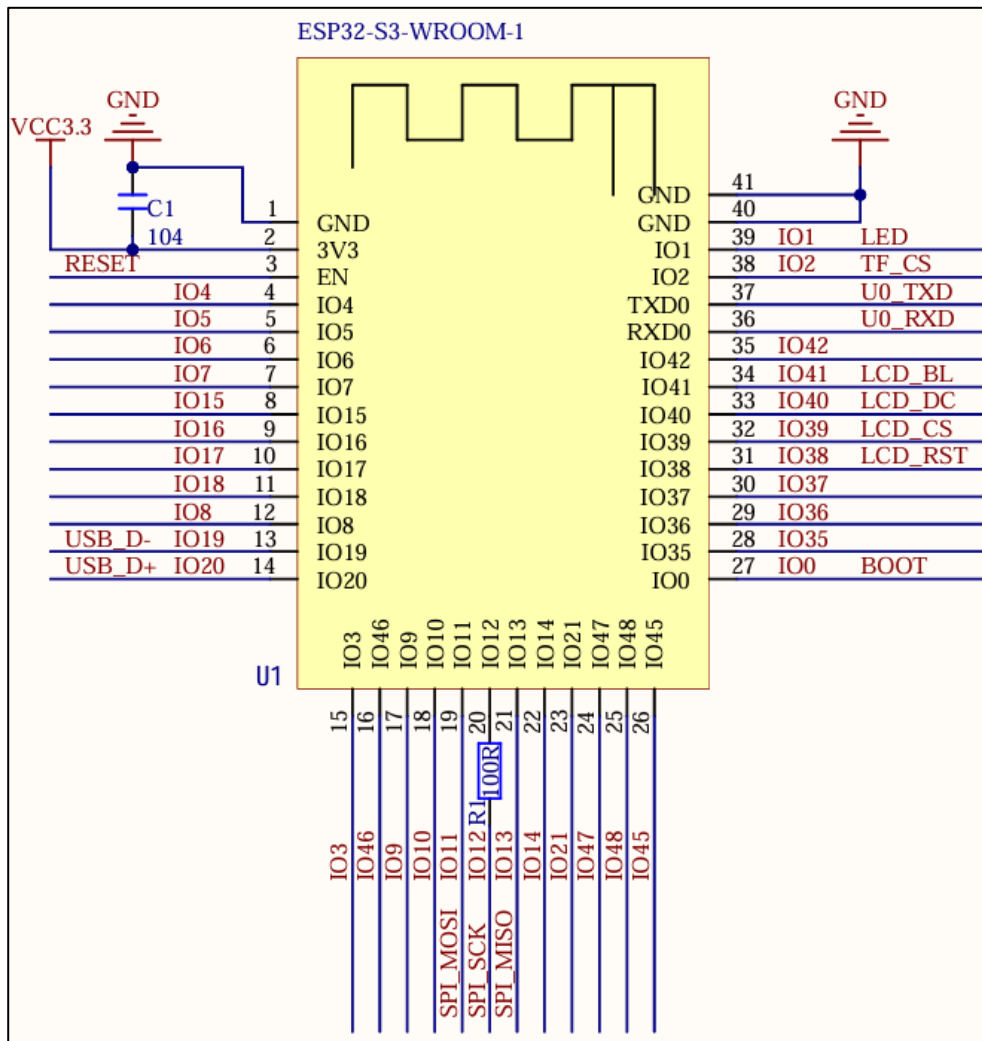 ESP32-S3-WROOM-1
GND
VCC3.3
C1
104
GND
1 GND
2 3V3
RESET 3 EN
IO4 4 IO4
IO5 5 IO5
IO6 6 IO6
IO7 7 IO7
IO15 8 IO15
IO16 9 IO16
IO17 10 IO17
IO18 11 IO18
IO8 12 IO8
USB_D- IO19 13 IO19
USB_D+ IO20 14 IO20
GND 41
GND 40
IO1 39 IO1 LED
IO2 38 IO2 TF_CS
TXD0 37 U0_TXD
RXD0 36 U0_RXD
IO42 35 IO42
IO41 34 IO41 LCD_BL
IO40 33 IO40 LCD_DC
IO39 32 IO39 LCD_CS
IO38 31 IO38 LCD_RST
IO37 30 IO37
IO36 29 IO36
IO35 28 IO35
IO0 27 IO0 BOOT
U1
IO3 15 IO3
IO46 16 IO46
IO9 17 IO9
IO10 18 IO10
IO11 19 IO11 SPI_MOSI
IO12 20 R1 100R IO12 SPI_SCK
IO13 21 IO13 SPI_MISO
IO14 22 IO14
IO21 23 IO21
IO47 24 IO47
IO48 25 IO48
IO45 26 IO45